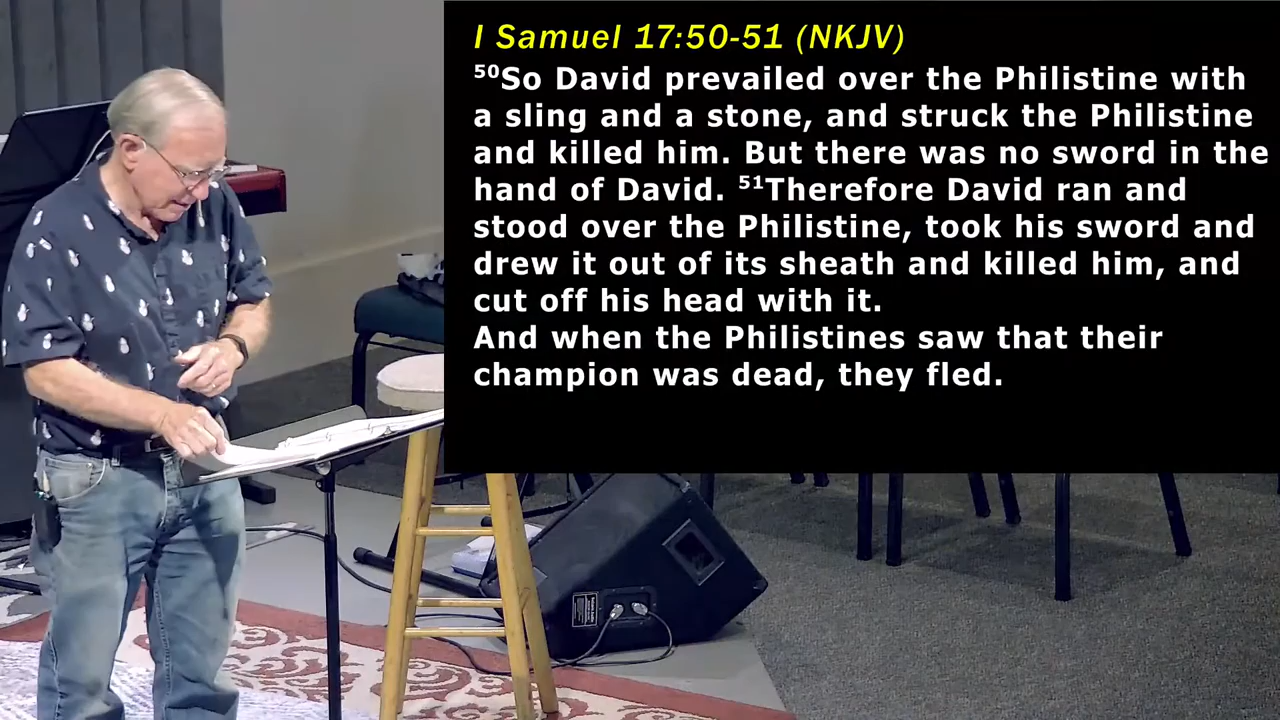 I Samuel 17:50-51 (NKJV)
50So David prevailed over the Philistine with
a sling and a stone, and struck the Philistine
and killed him. But there was no sword in the
hand of David. 51Therefore David ran and
stood over the Philistine, took his sword and
drew it out of its sheath and killed him, and
cut off his head with it.
And when the Philistines saw that their
champion was dead, they fled.